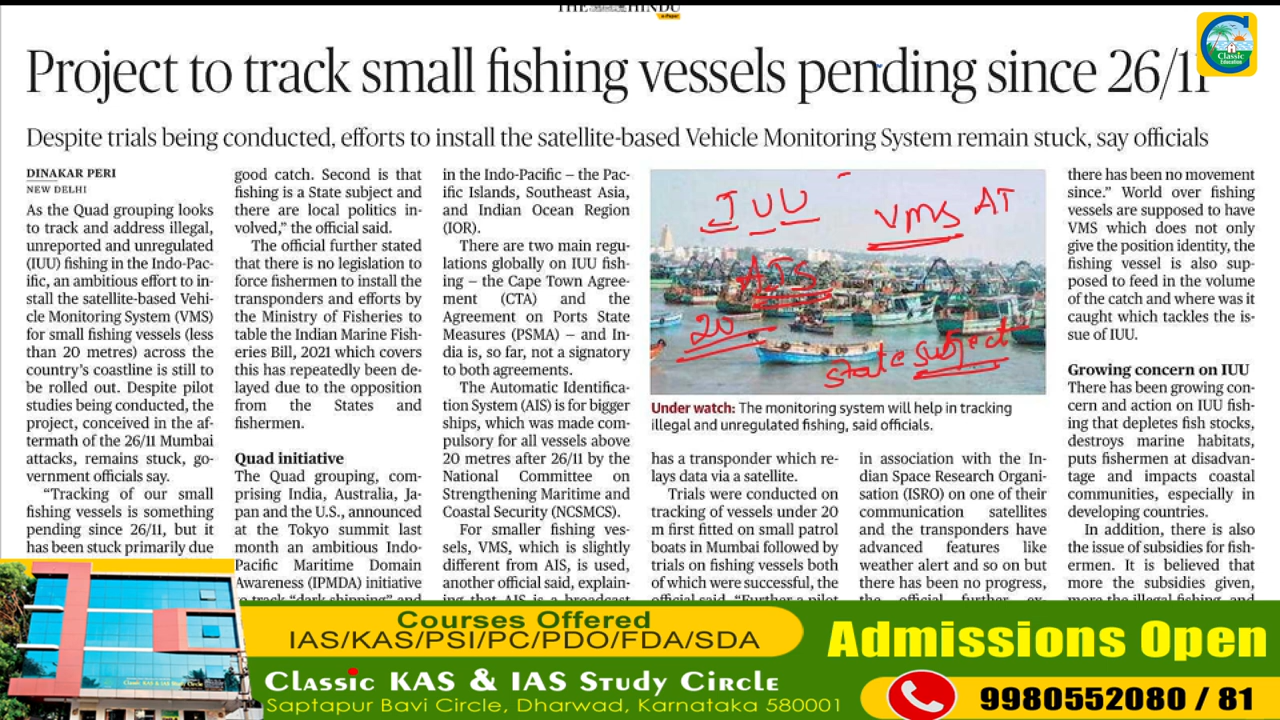 THE HINDU
e-Paper
Classic
Education
Project to track small fishing vessels pending since 26/11
Despite trials being conducted, efforts to install the satellite-based Vehicle Monitoring System remain stuck, say officials
DINAKAR PERI
NEW DELHI
As the Quad grouping looks
to track and address illegal,
unreported and unregulated
(IUU) fishing in the Indo-Pac-
ific, an ambitious effort to in-
stall the satellite-based Vehi-
cle Monitoring System (VMS)
for small fishing vessels (less
than 20 metres) across the
country's coastline is still to
be rolled out. Despite pilot
studies being conducted, the
project, conceived in the af-
termath of the 26/11 Mumbai
attacks, remains stuck, go-
vernment officials say.
"Tracking of our small
fishing vessels is something
pending since 26/11, but it
has been stuck primarily due
good catch. Second is that
fishing is a State subject and
there are local politics in-
volved," the official said.
The official further stated
that there is no legislation to
force fishermen to install the
transponders and efforts by
the Ministry of Fisheries to
table the Indian Marine Fish-
eries Bill, 2021 which covers
this has repeatedly been de-
layed due to the opposition
from the States and
fishermen.
Quad initiative
The Quad grouping, com-
prising India, Australia, Ja-
pan and the U.S., announced
at the Tokyo summit last
month an ambitious Indo-
Pacific Maritime Domain
Awareness (IPMDA) initiative
to track "dark shipping" and
in the Indo-Pacific – the Pac-
ific Islands, Southeast Asia,
and Indian Ocean Region
(IOR).
There are two main regu-
lations globally on IUU fish-
ing – the Cape Town Agree-
ment (CTA) and the
Agreement on Ports State
Measures (PSMA) – and In-
dia is, so far, not a signatory
to both agreements.
The Automatic Identifica-
tion System (AIS) is for bigger
ships, which was made com-
pulsory for all vessels above
20 metres after 26/11 by the
National Committee on
Strengthening Maritime and
Coastal Security (NCSMCS).
For smaller fishing ves-
sels, VMS, which is slightly
different from AIS, is used,
another official said, explain-
ing that AIS is a broadcast
IUU
VMS AT
AIS
20
state subject
Under watch: The monitoring system will help in tracking
illegal and unregulated fishing, said officials.
has a transponder which re-
lays data via a satellite.
Trials were conducted on
tracking of vessels under 20
m first fitted on small patrol
boats in Mumbai followed by
trials on fishing vessels both
of which were successful, the
official said. "Further a pilot
in association with the In-
dian Space Research Organi-
sation (ISRO) on one of their
communication satellites
and the transponders have
advanced features like
weather alert and so on but
there has been no progress,
the official further ex-
there has been no movement
since." World over fishing
vessels are supposed to have
VMS which does not only
give the position identity, the
fishing vessel is also sup-
posed to feed in the volume
of the catch and where was it
caught which tackles the is-
sue of IUU.
Growing concern on IUU
There has been growing con-
cern and action on IUU fish-
ing that depletes fish stocks,
destroys marine habitats,
puts fishermen at disadvan-
tage and impacts coastal
communities, especially in
developing countries.
In addition, there is also
the issue of subsidies for fish-
ermen. It is believed that
more the subsidies given,
more the illegal fishing, and
Courses Offered
IAS/KAS/PSI/PC/PDO/FDA/SDA
Classic KAS & IAS Study Circle
Saptapur Bavi Circle, Dharwad, Karnataka 580001
Admissions Open
9980552080 / 81